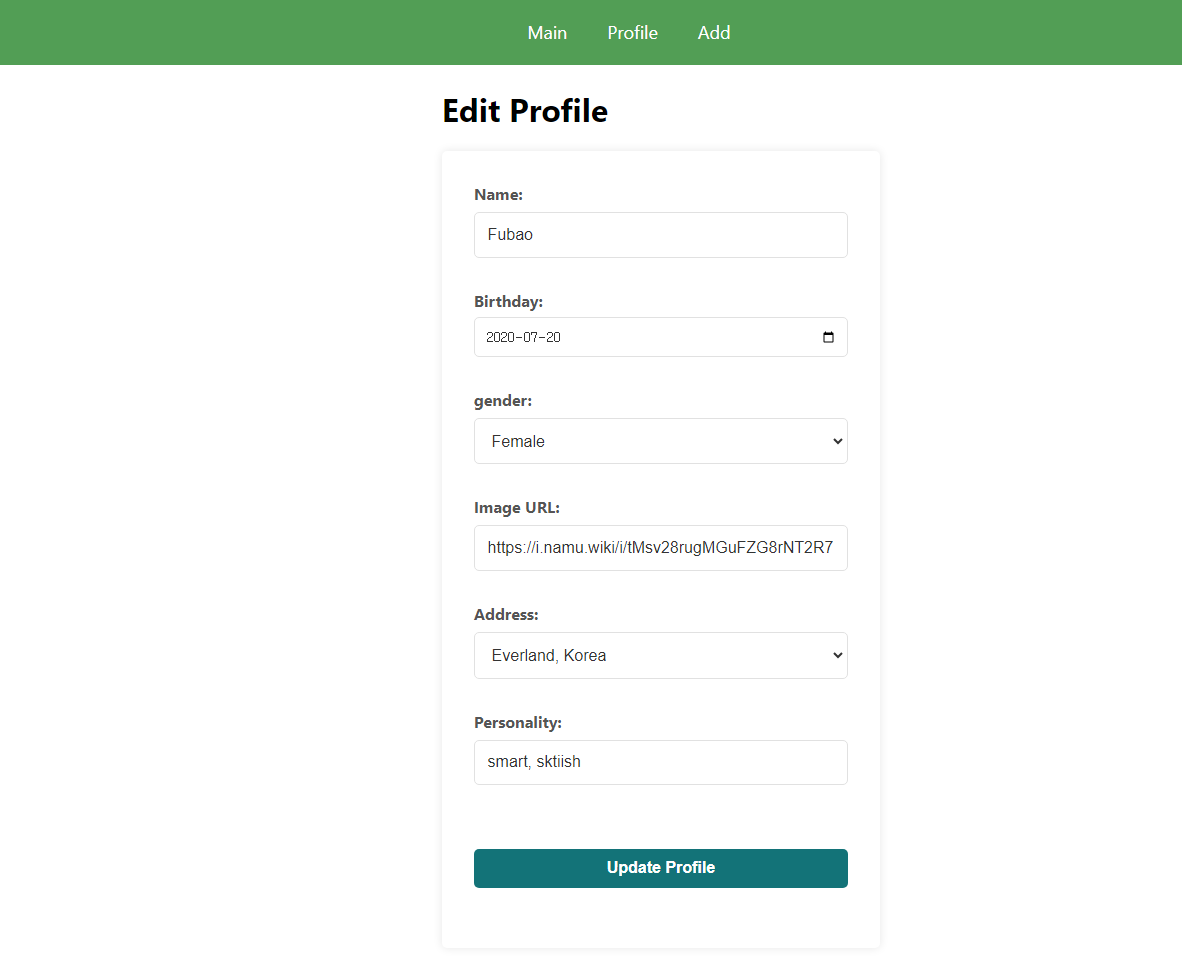 Main Profile Add
Edit Profile
Name:
Fubao
Birthday:
2020-07-20
gender:
Female
Image URL:
https://i.namu.wiki/i/tMsv28rugMGuFZG8rNT2R7
Address:
Everland, Korea
Personality:
smart, sktiish
Update Profile